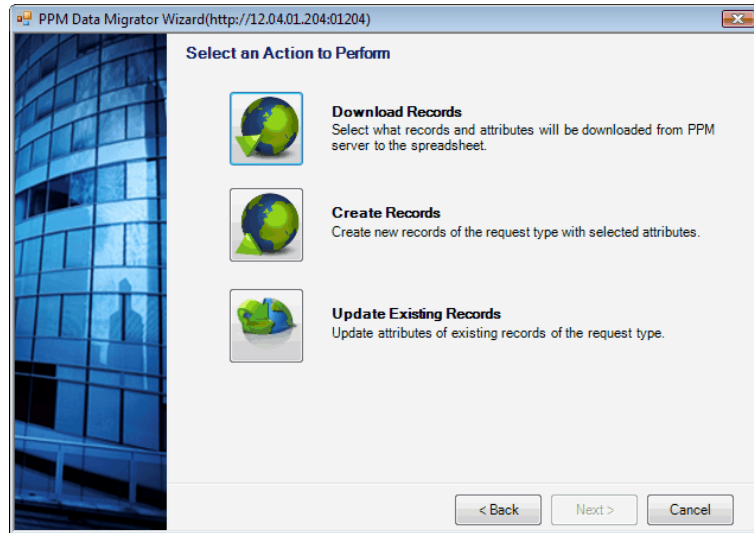 PPM Data Migrator Wizard(http://12.04.01.204:01204)
Select an Action to Perform
Download Records
Select what records and attributes will be downloaded from PPM
server to the spreadsheet.
Create Records
Create new records of the request type with selected attributes.
Update Existing Records
Update attributes of existing records of the request type.
< Back
Next >
Cancel